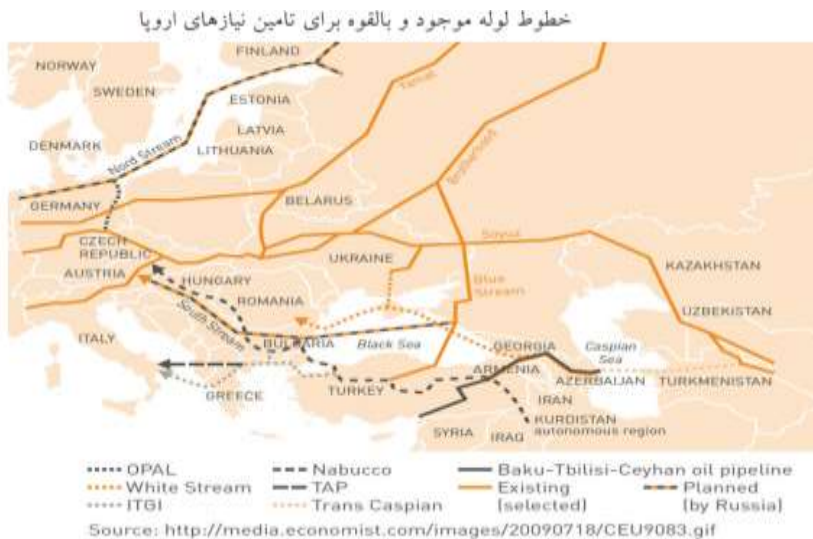 خطوط لوله موجود و بالقوه برای تامین نیازهای اروپا
FINLAND
NORWAY
SWEDEN
Yamal
ESTONIA
LATVIA
DENMARK
LITHUANIA
Nord Stream
Brotherhood
GERMANY
BELARUS
CZECH
REPUBLIC
Soyuz
UKRAINE
KAZAKHSTAN
AUSTRIA
HUNGARY
Blue
Stream
ROMANIA
UZBEKISTAN
South Stream
ITALY
BULGARIA
Black Sea
GEORGIA
Caspian
Sea
ARMENIA
AZERBAIJAN
TURKMENISTAN
GREECE
TURKEY
IRAN
KURDISTAN
autonomous region
SYRIA
IRAQ
OPAL
Nabucco
Baku-Tbilisi-Ceyhan oil pipeline
White Stream
TAP
Existing
(selected)
Planned
(by Russia)
ITGI
Trans Caspian
Source: http://media.economist.com/images/20090718/CEU9083.gif